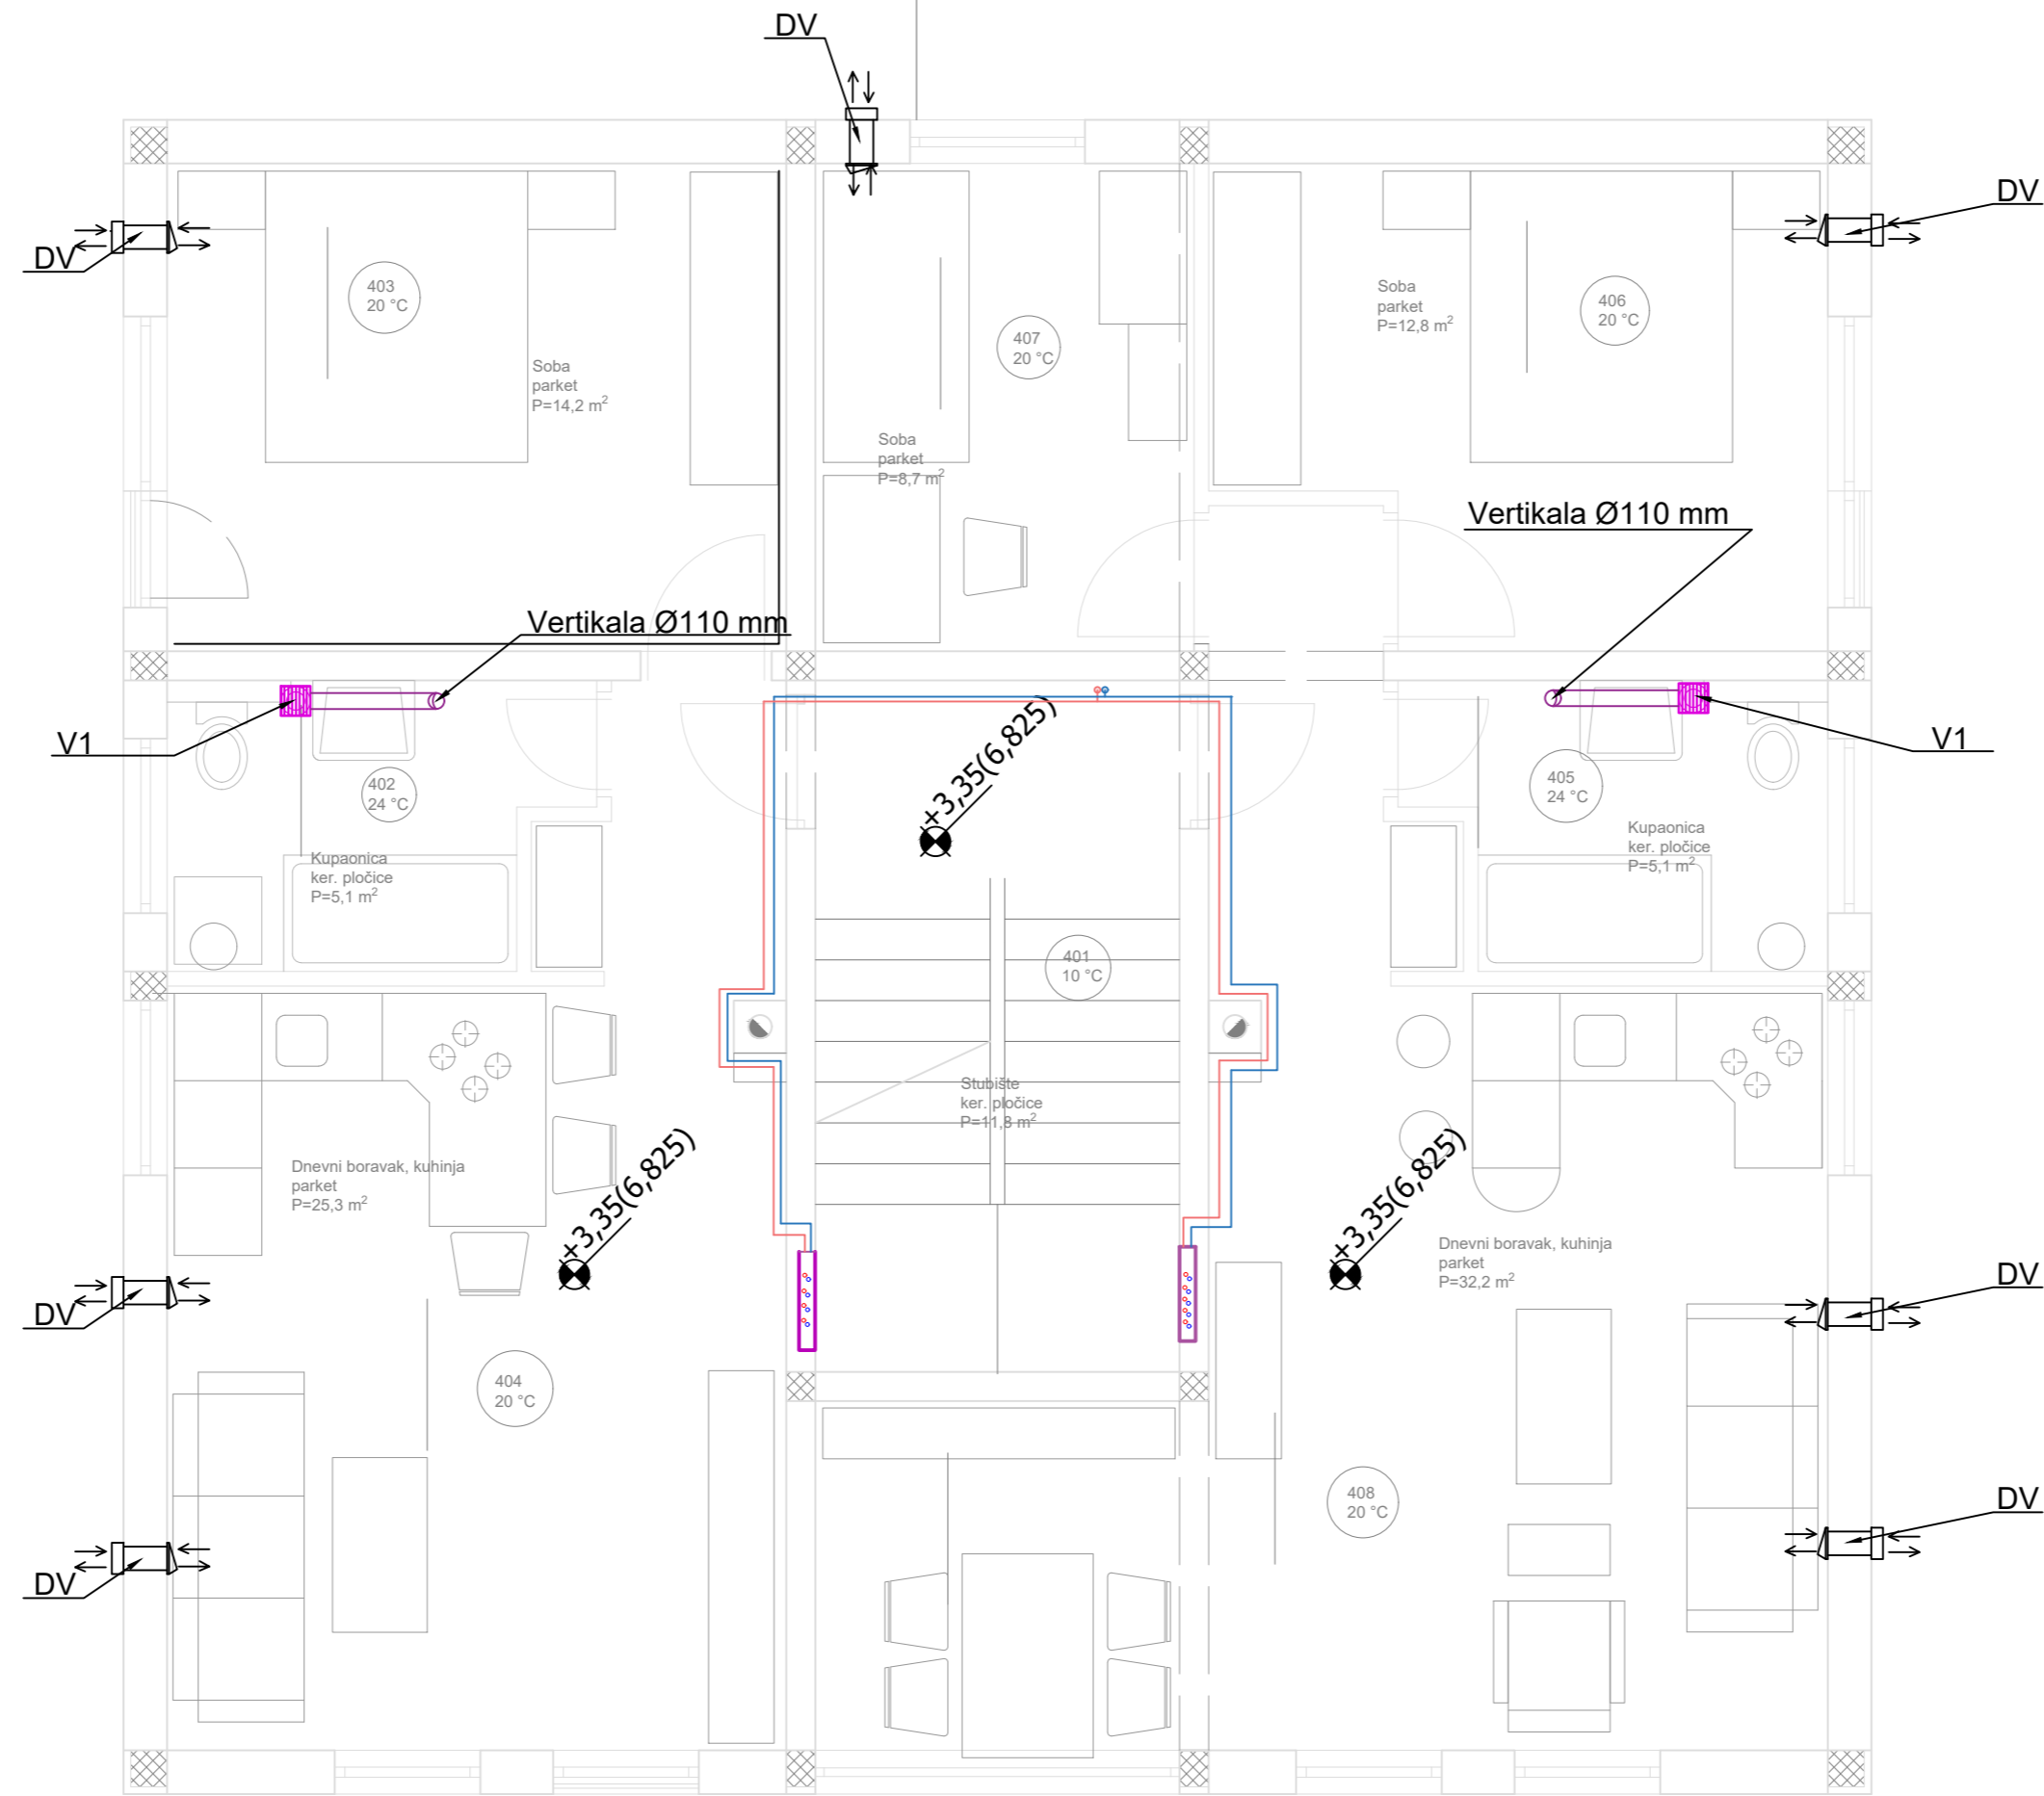 DV
DV
DV
403
20 °C
Soba
parket
P=14,2 m²
407
20 °C
Soba
parket
P=8,7 m²
Soba
parket
P=12,8 m²
406
20 °C
Vertikala Ø110 mm
Vertikala Ø110 mm
V1
V1
402
24 °C
Kupaonica
ker. pločice
P=5,1 m²
+3,35(6,825)
405
24 °C
Kupaonica
ker. pločice
P=5,1 m²
401
10 °C
Stubište
ker. pločice
P=11,8 m²
Dnevni boravak, kuhinja
parket
P=25,3 m²
+3,35(6,825)
+3,35(6,825)
Dnevni boravak, kuhinja
parket
P=32,2 m²
DV
DV
404
20 °C
408
20 °C
DV
DV